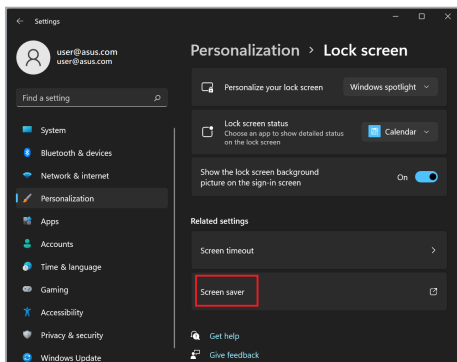 Settings
user@asus.com
user@asus.com
Find a setting
System
Bluetooth & devices
Network & internet
Personalization
Apps
Accounts
Time & language
Gaming
Accessibility
Privacy & security
Windows Update
Personalization > Lock screen
Personalize your lock screen
Windows spotlight
Lock screen status
Choose an app to show detailed status
on the lock screen
Calendar
Show the lock screen background
picture on the sign-in screen
On
Related settings
Screen timeout
Screen saver
Get help
Give feedback